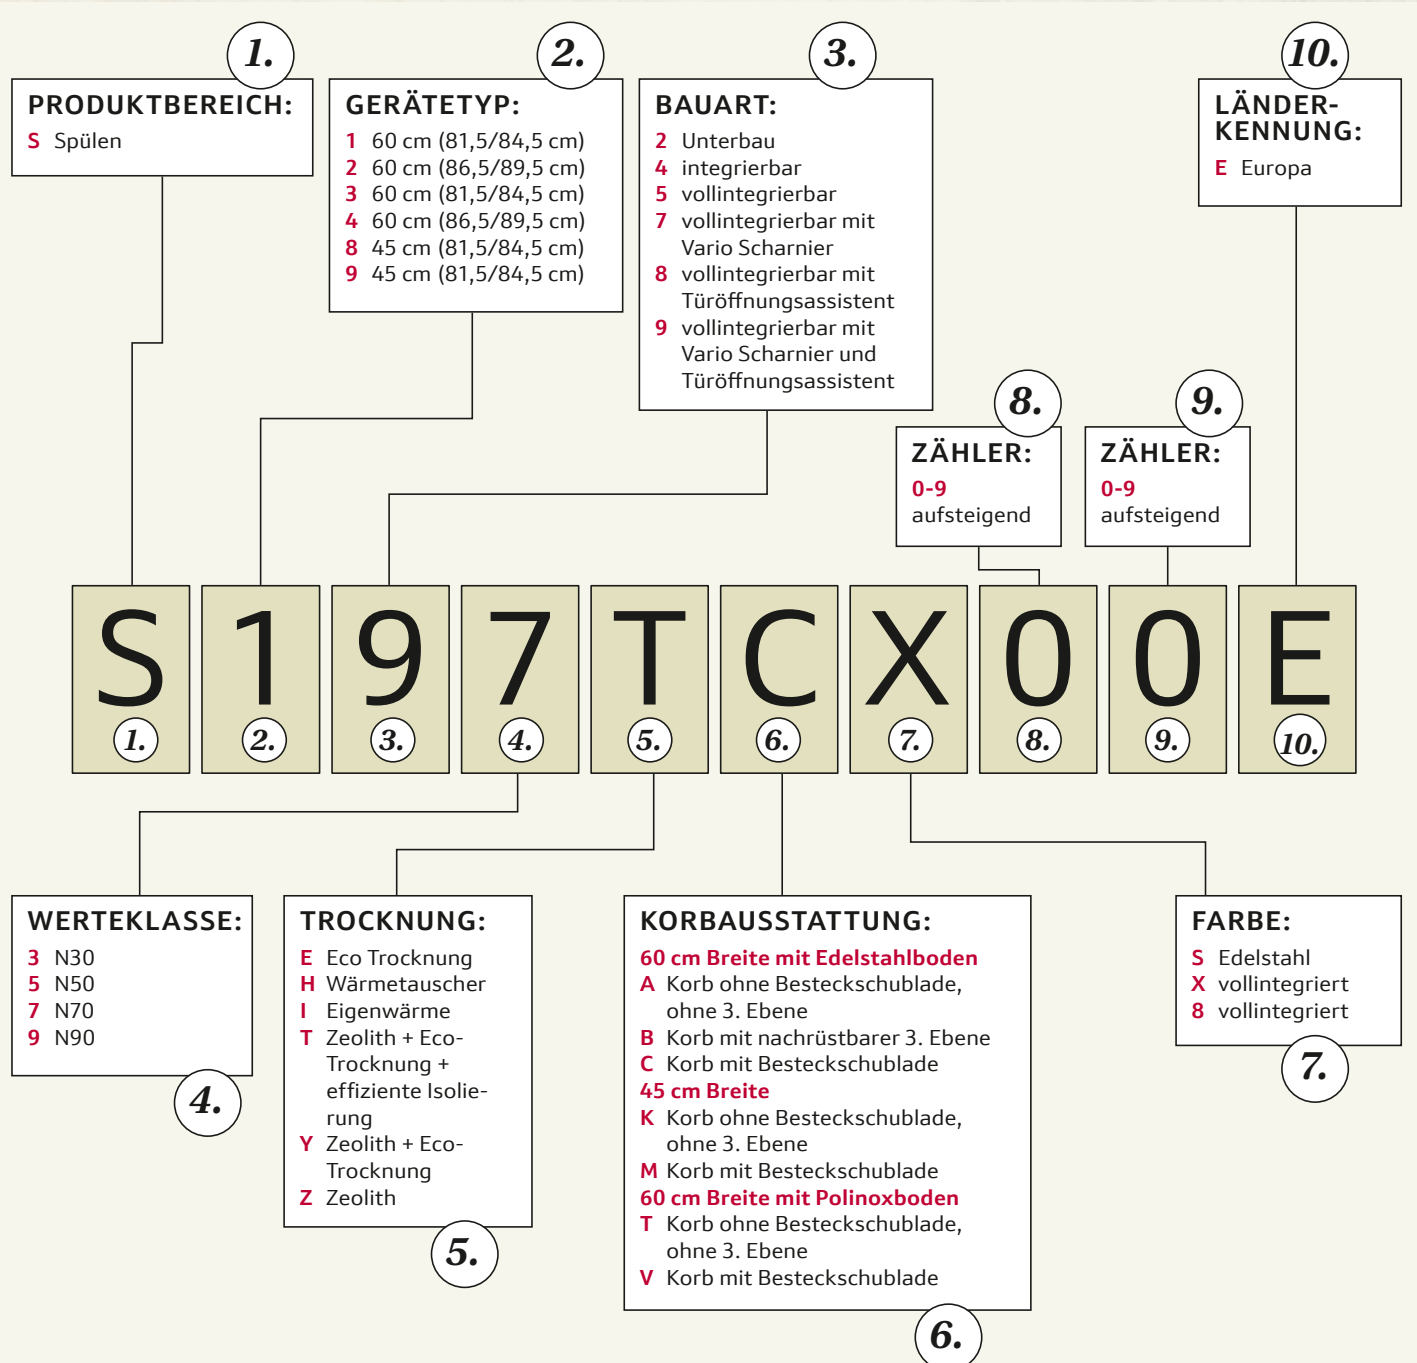 1.
PRODUKTBEREICH:
S Spülen
2.
GERÄTETYP:
1 60 cm (81,5/84,5 cm)
2 60 cm (86,5/89,5 cm)
3 60 cm (81,5/84,5 cm)
4 60 cm (86,5/89,5 cm)
8 45 cm (81,5/84,5 cm)
9 45 cm (81,5/84,5 cm)
3.
BAUART:
2 Unterbau
4 integrierbar
5 vollintegrierbar
7 vollintegrierbar mit
Vario Scharnier
8 vollintegrierbar mit
Türöffnungsassistent
9 vollintegrierbar mit
Vario Scharnier und
Türöffnungsassistent
10.
LÄNDER-
KENNUNG:
E Europa
8.
ZÄHLER:
0-9
aufsteigend
9.
ZÄHLER:
0-9
aufsteigend
S 1 9 7 T C X 0 0 E
1. 2. 3. 4. 5. 6. 7. 8. 9. 10.
WERTEKLASSE:
3 N30
5 N50
7 N70
9 N90
4.
TROCKNUNG:
E Eco Trocknung
H Wärmetauscher
I Eigenwärme
T Zeolith + Eco-
Trocknung +
effiziente Isolie-
rung
Y Zeolith + Eco-
Trocknung
Z Zeolith
5.
KORBAUSSTATTUNG:
60 cm Breite mit Edelstahlboden
A Korb ohne Besteckschublade,
ohne 3. Ebene
B Korb mit nachrüstbarer 3. Ebene
C Korb mit Besteckschublade
45 cm Breite
K Korb ohne Besteckschublade,
ohne 3. Ebene
M Korb mit Besteckschublade
60 cm Breite mit Polinoxboden
T Korb ohne Besteckschublade,
ohne 3. Ebene
V Korb mit Besteckschublade
6.
FARBE:
S Edelstahl
X vollintegriert
8 vollintegriert
7.